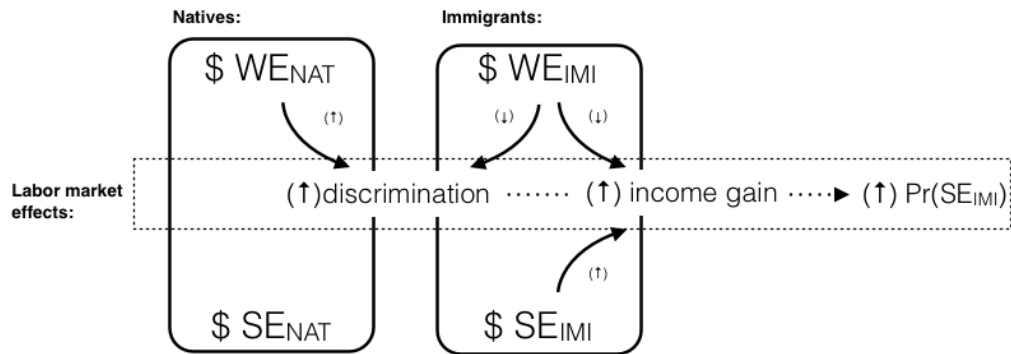 Natives:
Immigrants:
$ WENAT
$ WEIMI
(↑)
(↓)
(↓)
Labor market
effects:
(↑)discrimination ······ (↑) income gain ·····► (↑) Pr(SEIMI)
(↑)
$ SENAT
$ SEIMI